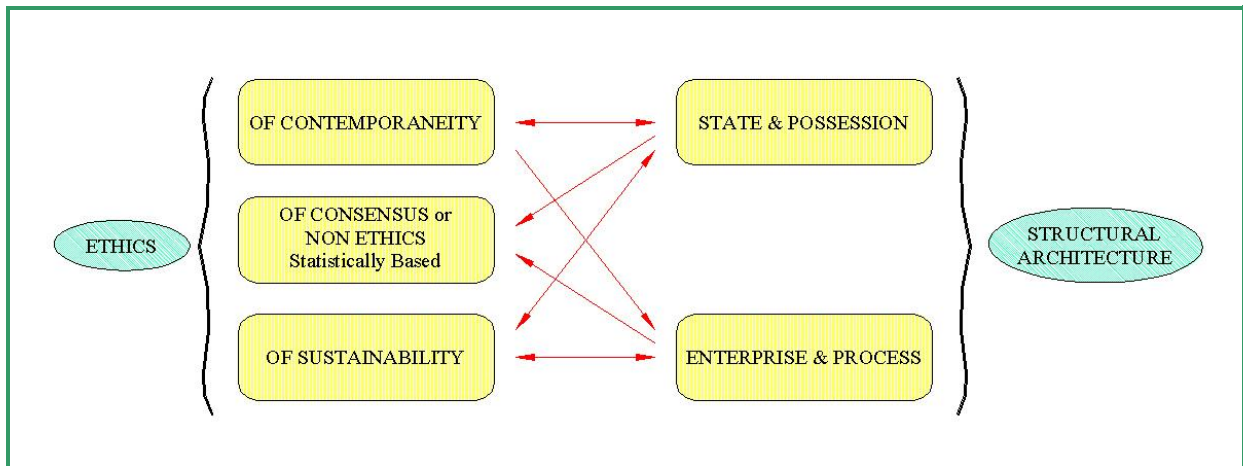 ETHICS
OF CONTEMPORANEITY
OF CONSENSUS or
NON ETHICS
Statistically Based
OF SUSTAINABILITY
STATE & POSSESSION
ENTERPRISE & PROCESS
STRUCTURAL
ARCHITECTURE